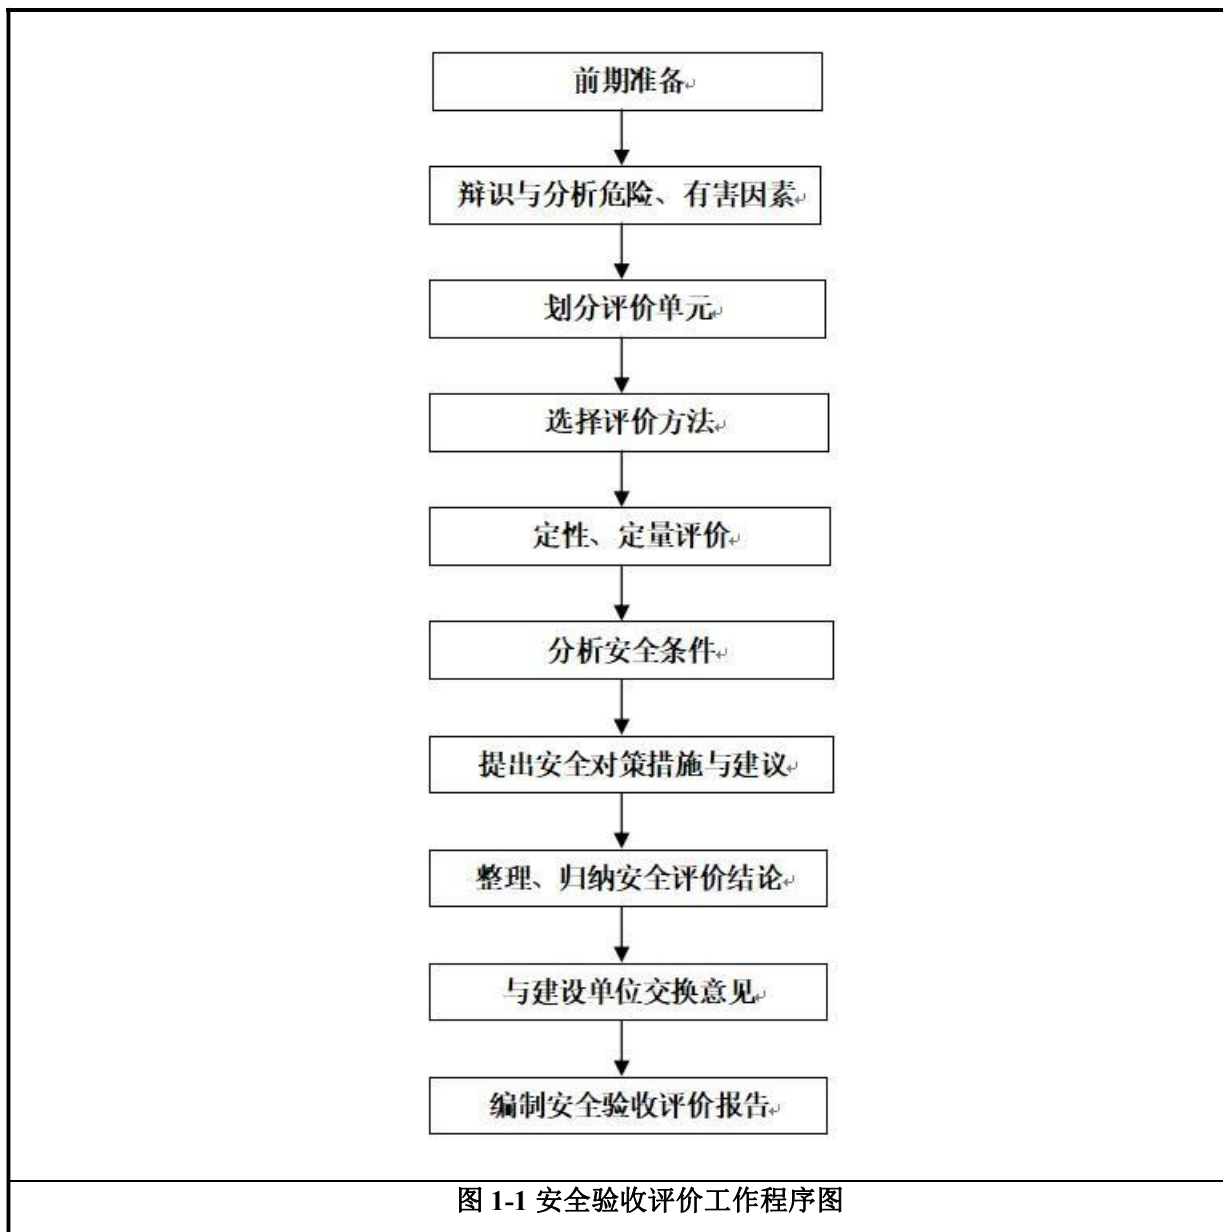 前期准备
辩识与分析危险、有害因素
划分评价单元
选择评价方法
定性、定量评价
分析安全条件
提出安全对策措施与建议
整理、归纳安全评价结论
与建设单位交换意见
编制安全验收评价报告
图 1-1 安全验收评价工作程序图